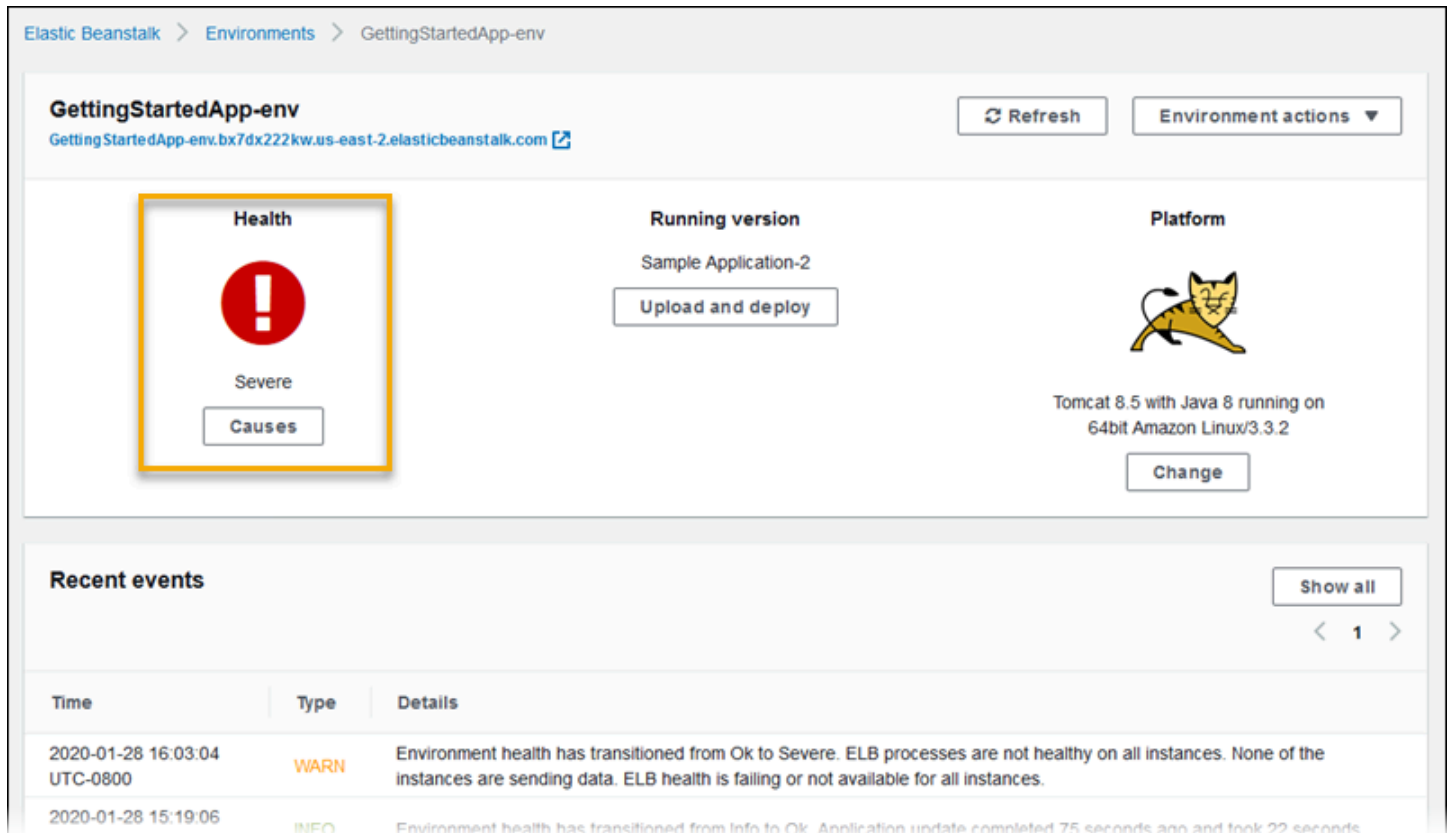 Elastic Beanstalk > Environments > GettingStartedApp-env
GettingStartedApp-env
GettingStartedApp-env.bx7dx222kw.us-east-2.elasticbeanstalk.com
Refresh
Environment actions
Health
Severe
Causes
Running version
Sample Application-2
Upload and deploy
Platform
Tomcat 8.5 with Java 8 running on
64bit Amazon Linux/3.3.2
Change
Recent events
Show all
< 1 >
Time Type Details
2020-01-28 16:03:04
UTC-0800
WARN
Environment health has transitioned from Ok to Severe. ELB processes are not healthy on all instances. None of the
instances are sending data. ELB health is failing or not available for all instances.
2020-01-28 15:19:06
INFO
Environment health has transitioned from Info to Ok. Application update completed 75 seconds ago and took 22 seconds.